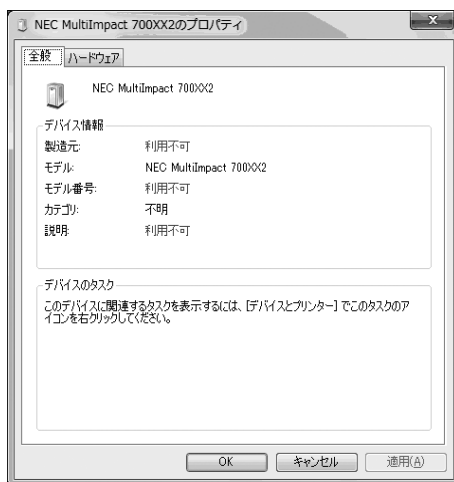 NEC MultiImpact 700XX2のプロパティ
全般 ハードウェア
NEC MultiImpact 700XX2
デバイス情報
製造元: 利用不可
モデル: NEC MultiImpact 700XX2
モデル番号: 利用不可
カテゴリ: 不明
説明: 利用不可
デバイスのタスク
このデバイスに関連するタスクを表示するには、[デバイスとプリンター] でこのタスクのア
イコンを右クリックしてください。
OK キャンセル 適用(A)